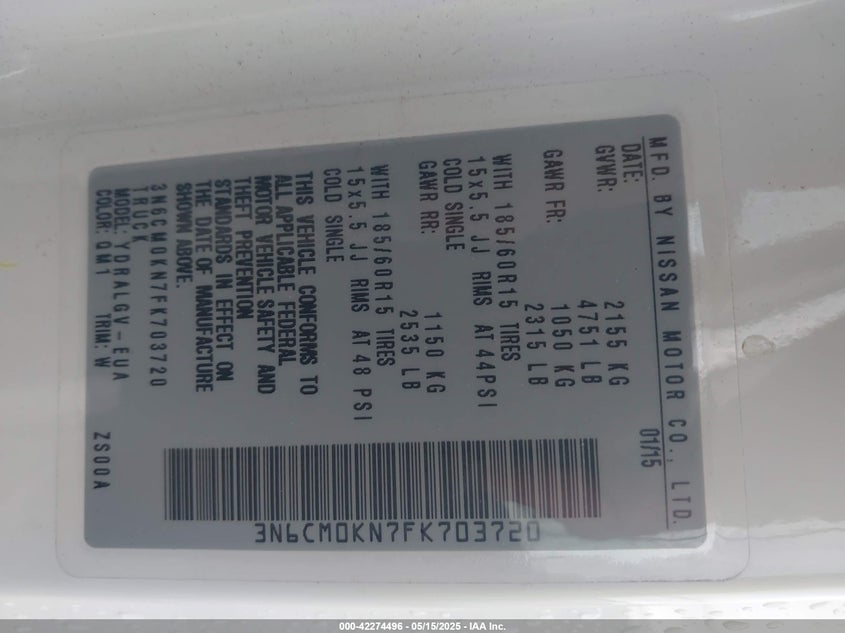 MFD. BY NISSAN MOTOR CO., LTD.
DATE: 01/15
GVWR: 2155 KG
4751 LB
GAWR FR: 1050 KG
2315 LB
WITH 185/60R15 TIRES
15x5.5 JJ RIMS AT 44PSI
COLD SINGLE
GAWR RR: 1150 KG
2535 LB
WITH 185/60R15 TIRES
15x5.5 JJ RIMS AT 48 PSI
COLD SINGLE
THIS VEHICLE CONFORMS TO
ALL APPLICABLE FEDERAL
MOTOR VEHICLE SAFETY AND
THEFT PREVENTION
STANDARDS IN EFFECT ON
THE DATE OF MANUFACTURE
SHOWN ABOVE.
3N6CM0KN7FK703720
TRUCK
MODEL: YDRALGV-EUA
COLOR: QM1 TRIM: W ZS00A
3N6CM0KN7FK703720
000-42274496 - 05/15/2025 - IAA Inc.